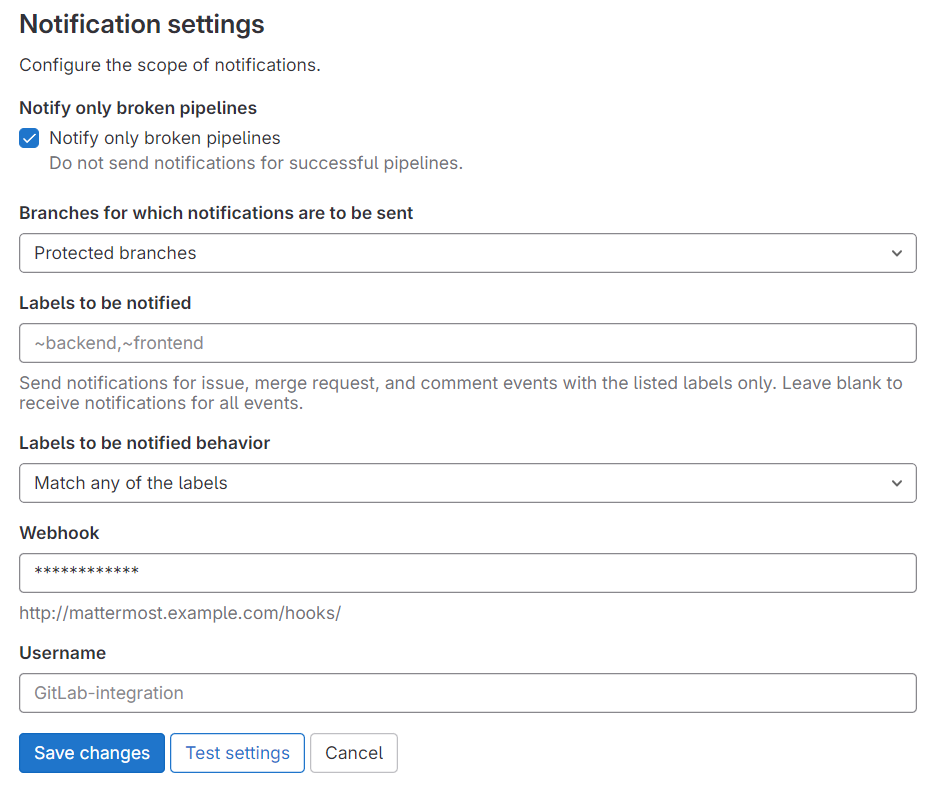 Notification settings
Configure the scope of notifications.
Notify only broken pipelines
Notify only broken pipelines
Do not send notifications for successful pipelines.
Branches for which notifications are to be sent
Protected branches
Labels to be notified
~backend,~frontend
Send notifications for issue, merge request, and comment events with the listed labels only. Leave blank to
receive notifications for all events.
Labels to be notified behavior
Match any of the labels
Webhook
************
http://mattermost.example.com/hooks/
Username
GitLab-integration
Save changes Test settings Cancel